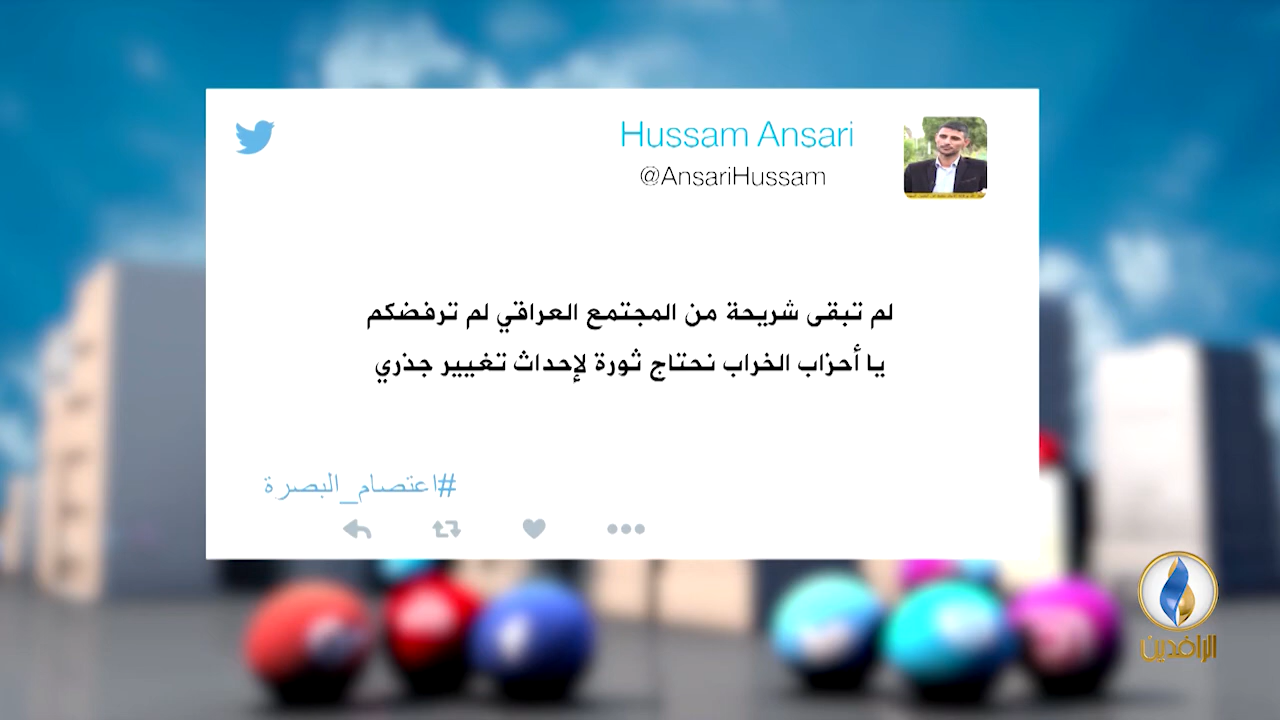 Hussam Ansari
@AnsariHussam
لم تبقى شريحة من المجتمع العراقي لم ترفضكم
يا أحزاب الخراب نحتاج ثورة لإحداث تغيير جذري
#اعتصام_البصرة
الرافدين